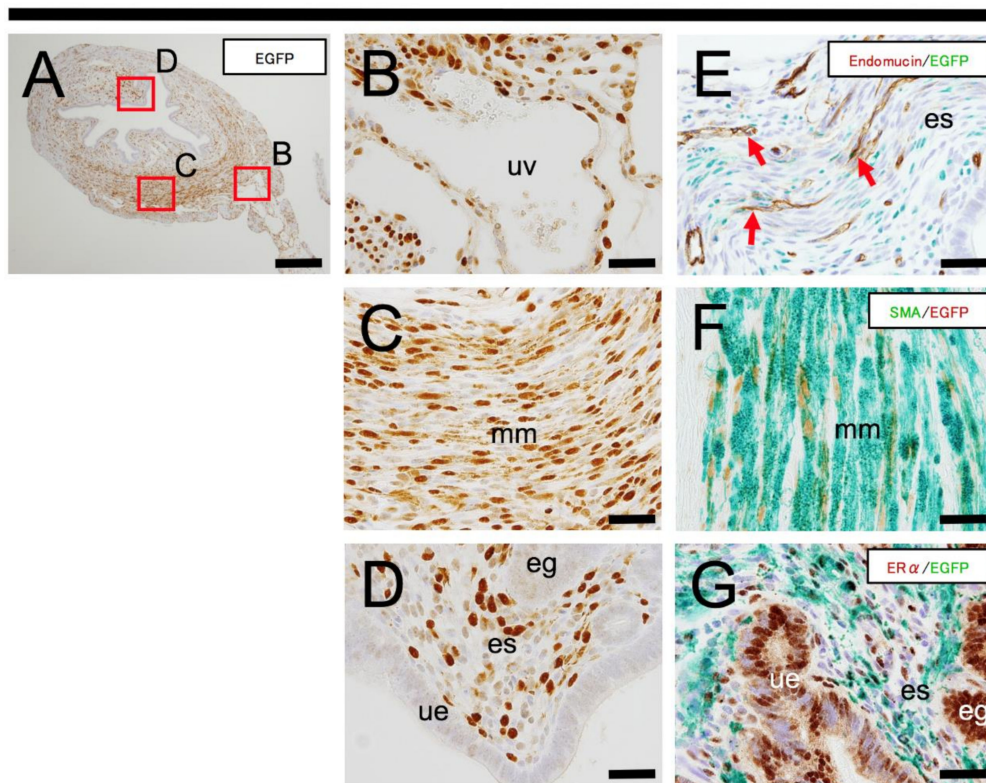 A
EGFP
D
C
B
B
uv
E
Endomucin/EGFP
es
C
mm
F
SMA/EGFP
mm
D
eg
es
ue
G
ERα/EGFP
ue
es
eg